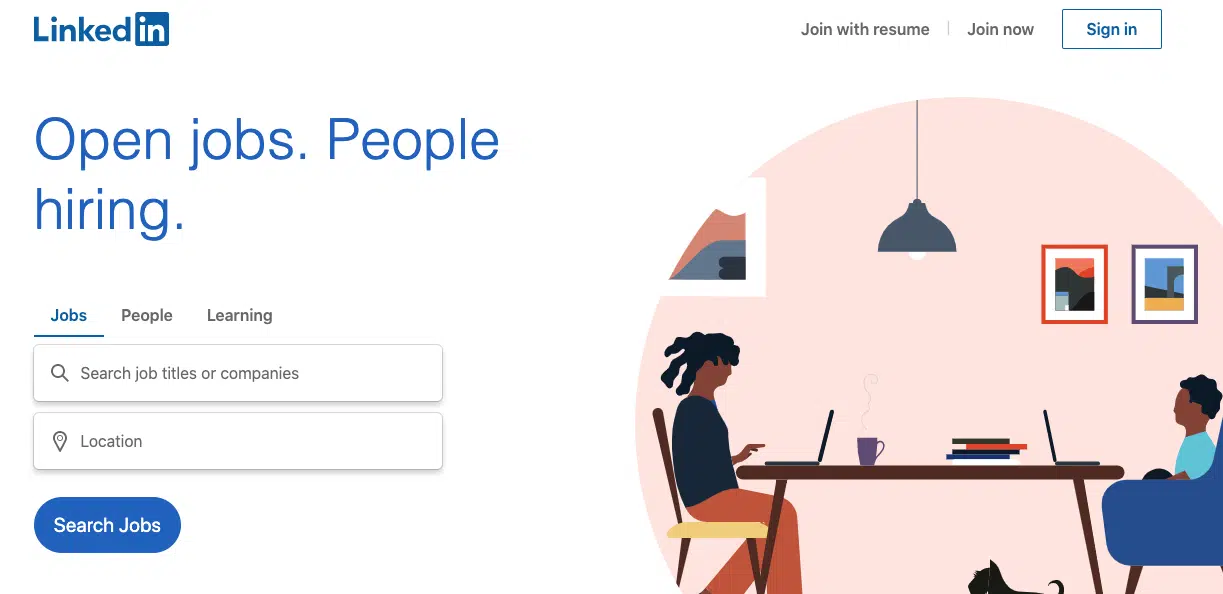 Linkedin
Join with resume
Join now
Sign in
Open jobs. People
hiring.
Jobs
People
Learning
Search job titles or companies
Location
Search Jobs